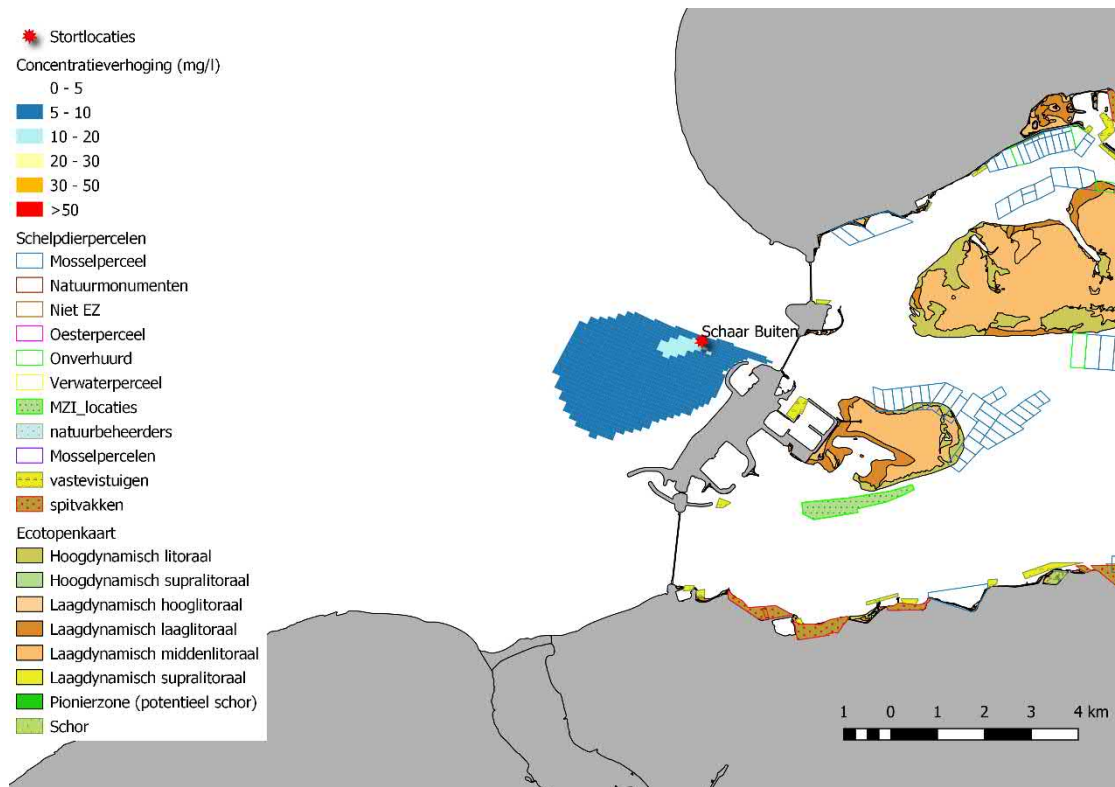 Stortlocaties
Concentratieverhoging (mg/l)
0 - 5
5 - 10
10 - 20
20 - 30
30 - 50
>50
Schelpdierpercelen
Mosselperceel
Natuurmonumenten
Niet EZ
Oesterperceel
Onverhuurd
Verwaterperceel
MZI_locaties
natuurbeheerders
Mosselpercelen
vastevistuigen
spitvakken
Ecotopenkaart
Hoogdynamisch litoraal
Hoogdynamisch supralitoraal
Laagdynamisch hooglitoraal
Laagdynamisch laaglitoraal
Laagdynamisch middenlitoraal
Laagdynamisch supralitoraal
Pionierzone (potentieel schor)
Schor
Schaar Buiten
1 0 1 2 3 4 km